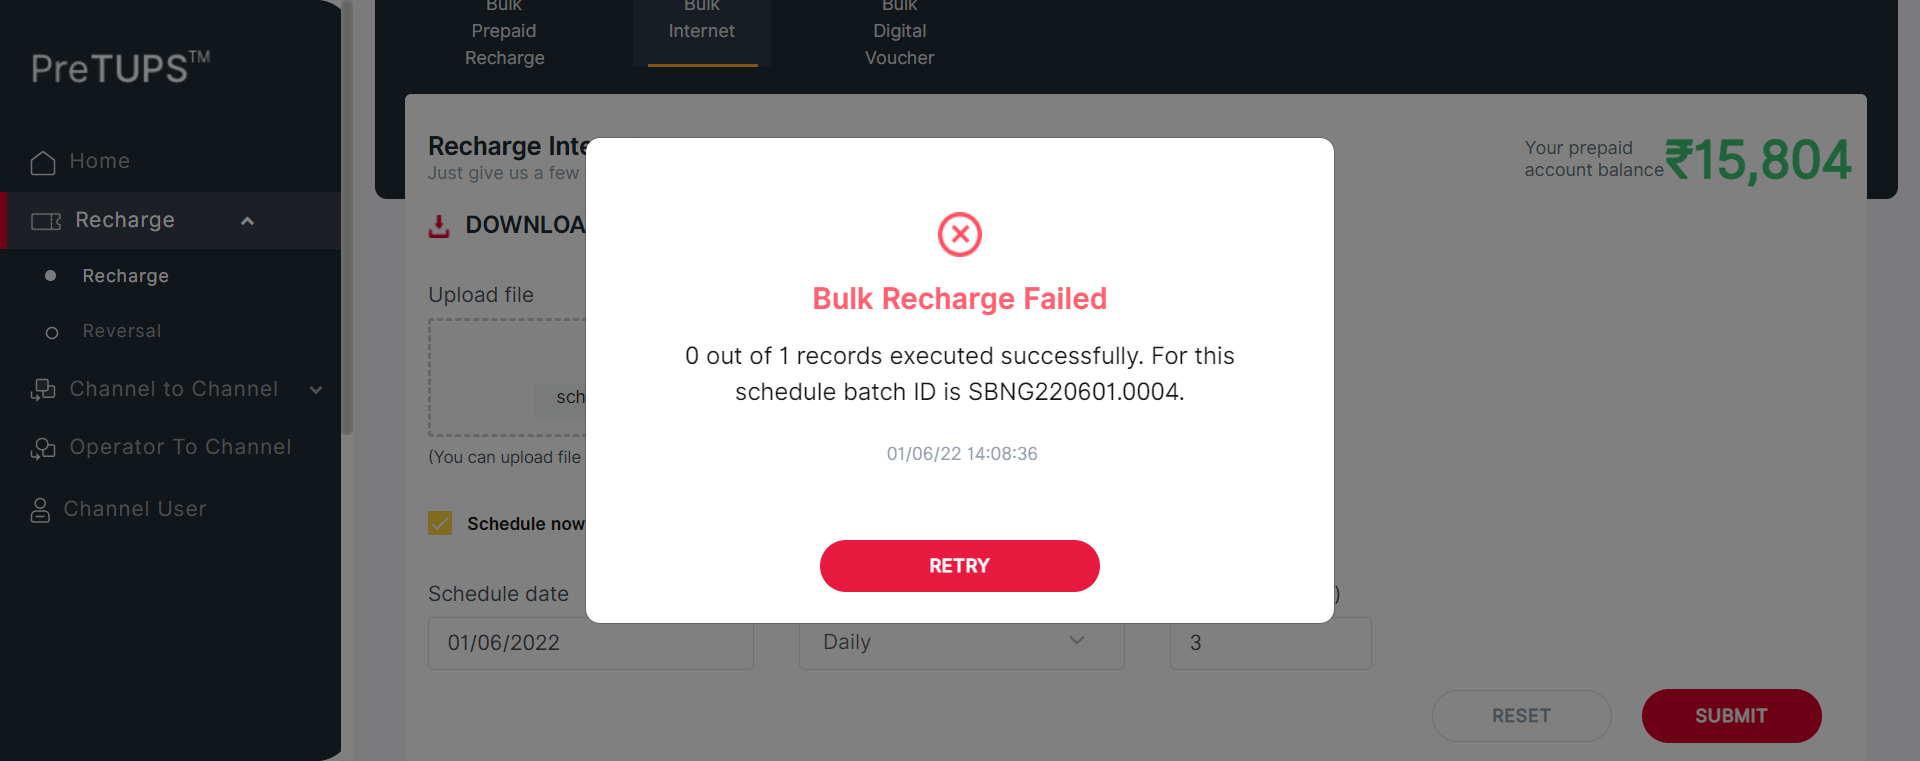 PreTUPS™
Home
Recharge
Recharge
Reversal
Channel to Channel
Operator To Channel
Channel User
Bulk
Prepaid
Recharge
Bulk
Internet
Bulk
Digital
Voucher
Recharge
Just give us a few
Your prepaid
account balance
₹15,804
Upload file
(You can upload file
Schedule now
Schedule date
01/06/2022
Daily
3
RESET
SUBMIT
Bulk Recharge Failed
0 out of 1 records executed successfully. For this
schedule batch ID is SBNG220601.0004.
01/06/22 14:08:36
RETRY